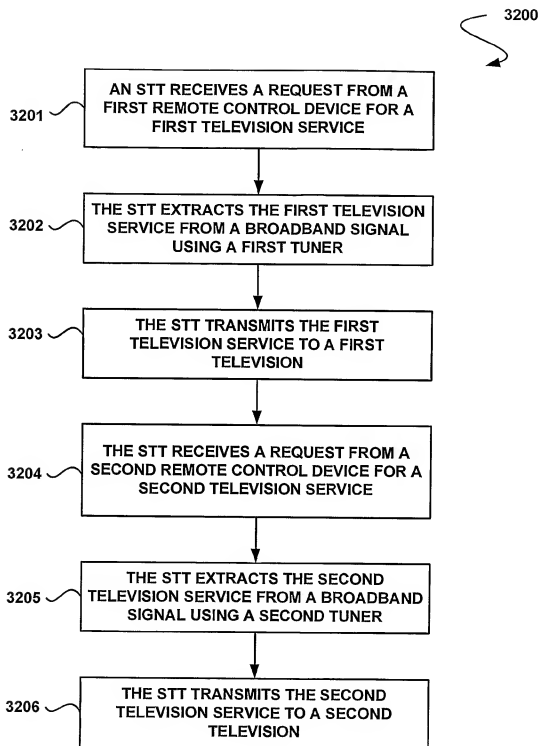 3200
3201
AN STT RECEIVES A REQUEST FROM A
FIRST REMOTE CONTROL DEVICE FOR A
FIRST TELEVISION SERVICE
3202
THE STT EXTRACTS THE FIRST TELEVISION
SERVICE FROM A BROADBAND SIGNAL
USING A FIRST TUNER
3203
THE STT TRANSMITS THE FIRST
TELEVISION SERVICE TO A FIRST
TELEVISION
3204
THE STT RECEIVES A REQUEST FROM A
SECOND REMOTE CONTROL DEVICE FOR A
SECOND TELEVISION SERVICE
3205
THE STT EXTRACTS THE SECOND
TELEVISION SERVICE FROM A BROADBAND
SIGNAL USING A SECOND TUNER
3206
THE STT TRANSMITS THE SECOND
TELEVISION SERVICE TO A SECOND
TELEVISION